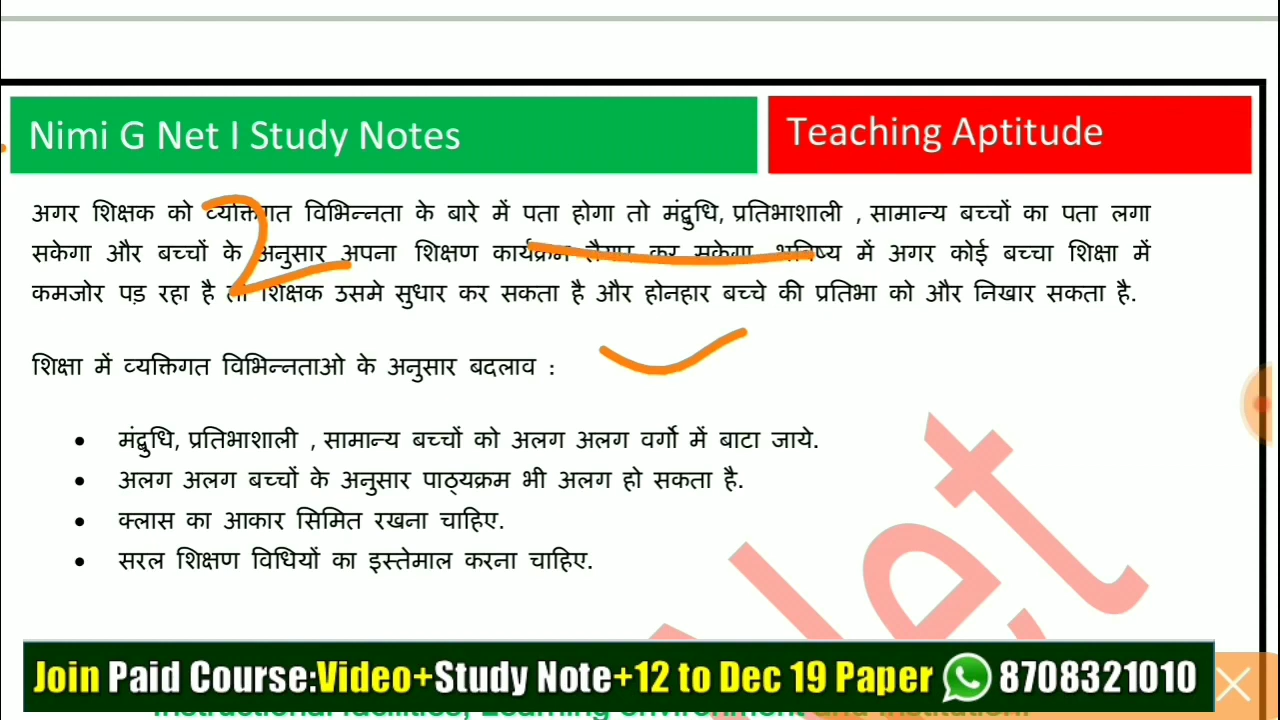 Nimi G Net I Study Notes
Teaching Aptitude
अगर शिक्षक को व्यक्तिगत विभिन्नता के बारे में पता होगा तो मंद्बुधि, प्रतिभाशाली , सामान्य बच्चों का पता लगा
सकेगा और बच्चों के अनुसार अपना शिक्षण कार्यक्रम तैयार कर सकेगा भविष्य में अगर कोई बच्चा शिक्षा में
कमजोर पड़ रहा है तो शिक्षक उसमे सुधार कर सकता है और होनहार बच्चे की प्रतिभा को और निखार सकता है.
2
शिक्षा में व्यक्तिगत विभिन्नताओ के अनुसार बदलाव :
• मंद्बुधि, प्रतिभाशाली , सामान्य बच्चों को अलग अलग वर्गो में बाटा जाये.
• अलग अलग बच्चों के अनुसार पाठ्यक्रम भी अलग हो सकता है.
• क्लास का आकार सिमित रखना चाहिए.
• सरल शिक्षण विधियों का इस्तेमाल करना चाहिए.
Join Paid Course:Video+Study Note+12 to Dec 19 Paper 8708321010